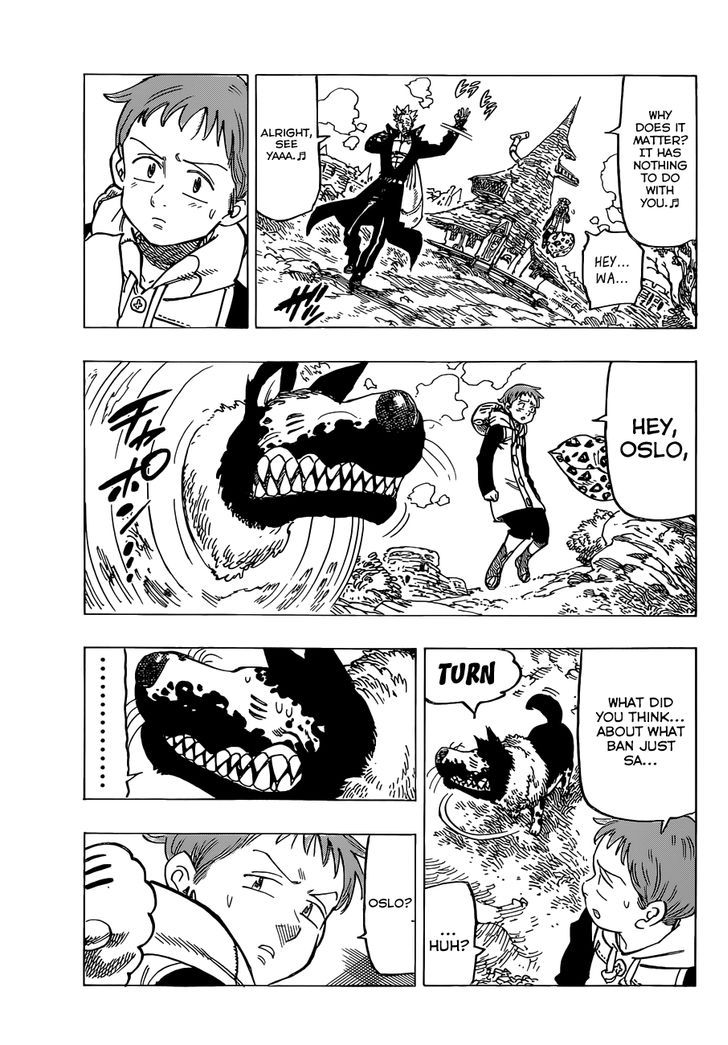 WHY
DOES IT
MATTER?
IT HAS
NOTHING
TO DO
WITH
YOU.♫
HEY...
WA...
ALRIGHT,
SEE
YAAA.♫
HEY,
OSLO,
WHAT DID
YOU THINK...
ABOUT WHAT
BAN JUST
SA...
TURN
...
HUH?
.........
OSLO?